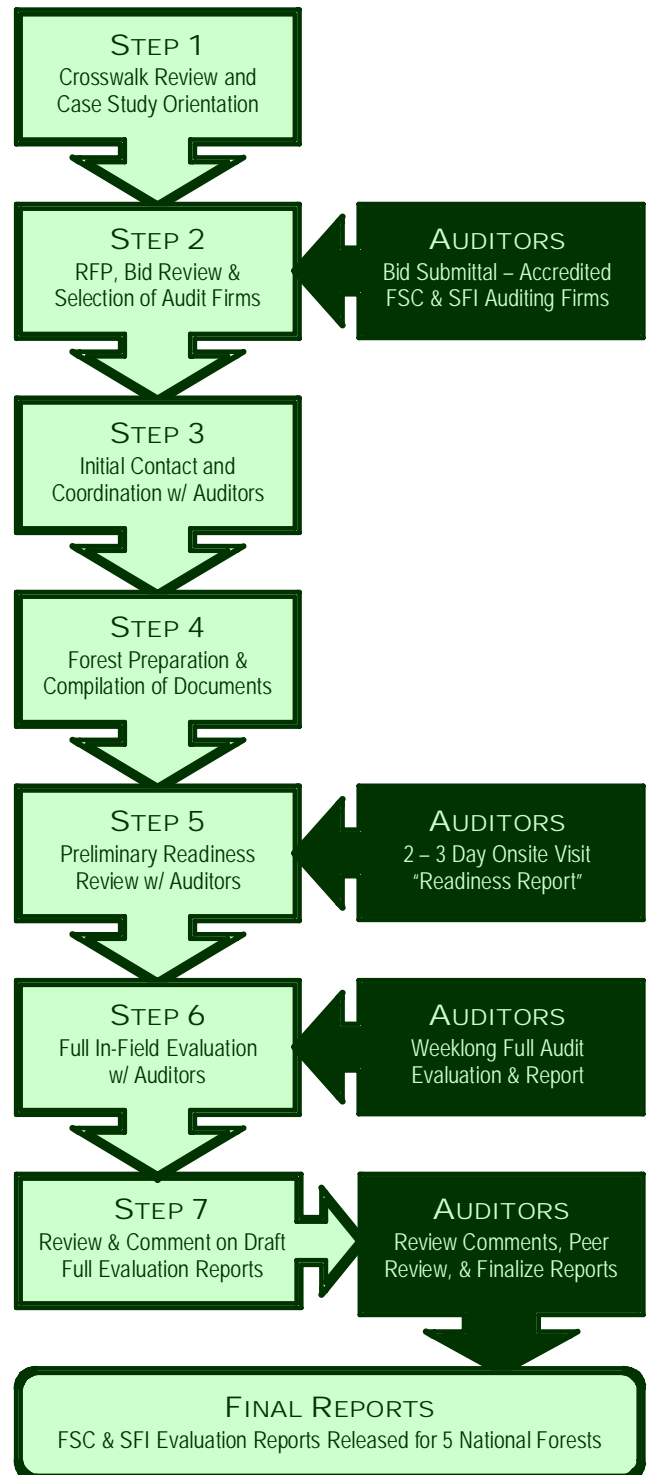 STEP 1
Crosswalk Review and
Case Study Orientation
STEP 2
RFP, Bid Review &
Selection of Audit Firms
AUDITORS
Bid Submittal – Accredited
FSC & SFI Auditing Firms
STEP 3
Initial Contact and
Coordination w/ Auditors
STEP 4
Forest Preparation &
Compilation of Documents
STEP 5
Preliminary Readiness
Review w/ Auditors
AUDITORS
2 – 3 Day Onsite Visit
“Readiness Report”
STEP 6
Full In-Field Evaluation
w/ Auditors
AUDITORS
Weeklong Full Audit
Evaluation & Report
STEP 7
Review & Comment on Draft
Full Evaluation Reports
AUDITORS
Review Comments, Peer
Review, & Finalize Reports
FINAL REPORTS
FSC & SFI Evaluation Reports Released for 5 National Forests